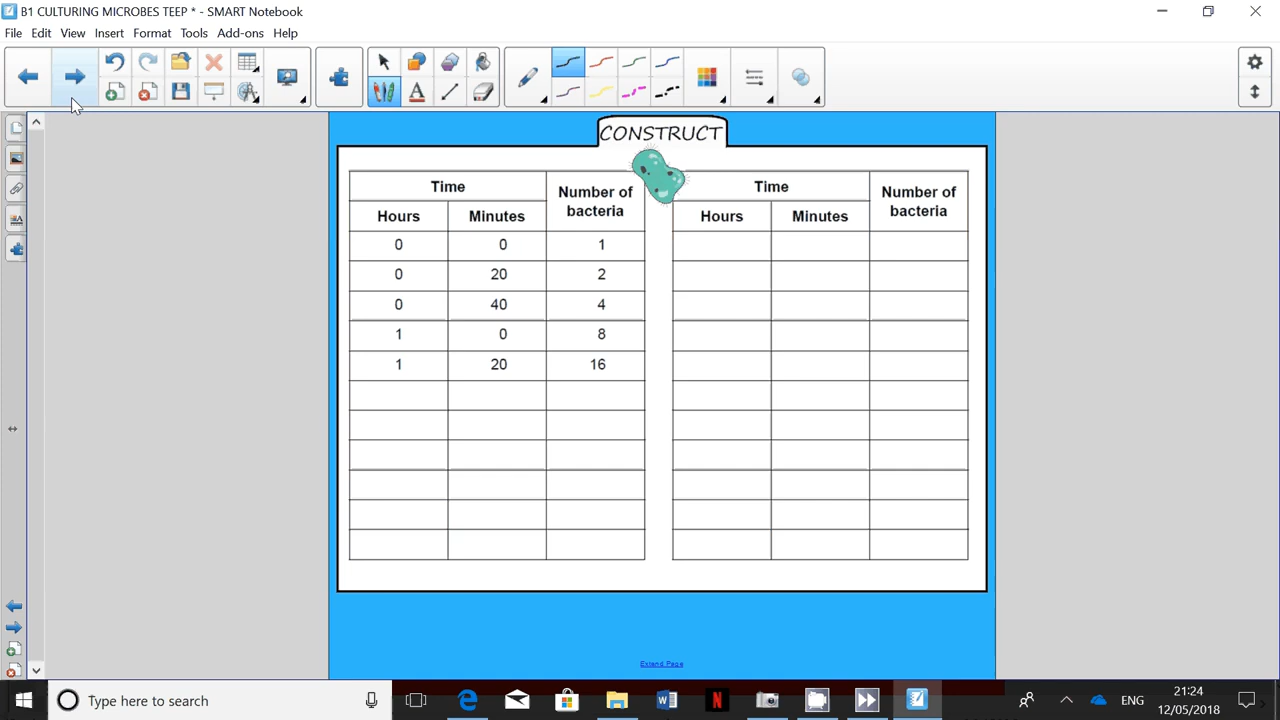 B1 CULTURING MICROBES TEEP * - SMART Notebook
File Edit View Insert Format Tools Add-ons Help
CONSTRUCT
Time Number of bacteria Time Number of bacteria
Hours Minutes Hours Minutes
0 0 1
0 20 2
0 40 4
1 0 8
1 20 16
Extend Page
Type here to search
ENG
21:24
12/05/2018